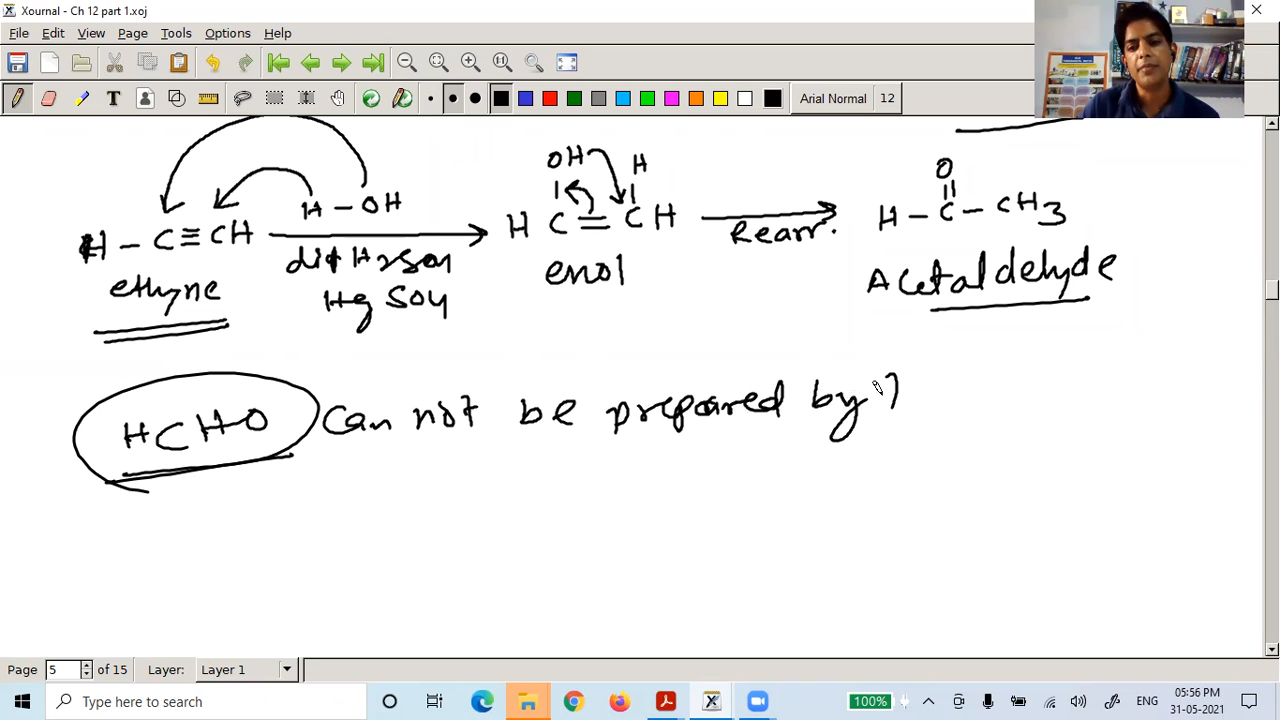 Xournal - Ch 12 part 1.xoj
File Edit View Page Tools Options Help
Arial Normal 12
OH H O
H - OH
H - C ≡ CH H C = C H H - C - CH3
dil H2SO4 Rearr.
ethyne HgSO4 enol Acetaldehyde
HCHO Can not be prepared by
Page 5 of 15 Layer: Layer 1
Type here to search 100% ENG 05:56 PM
31-05-2021